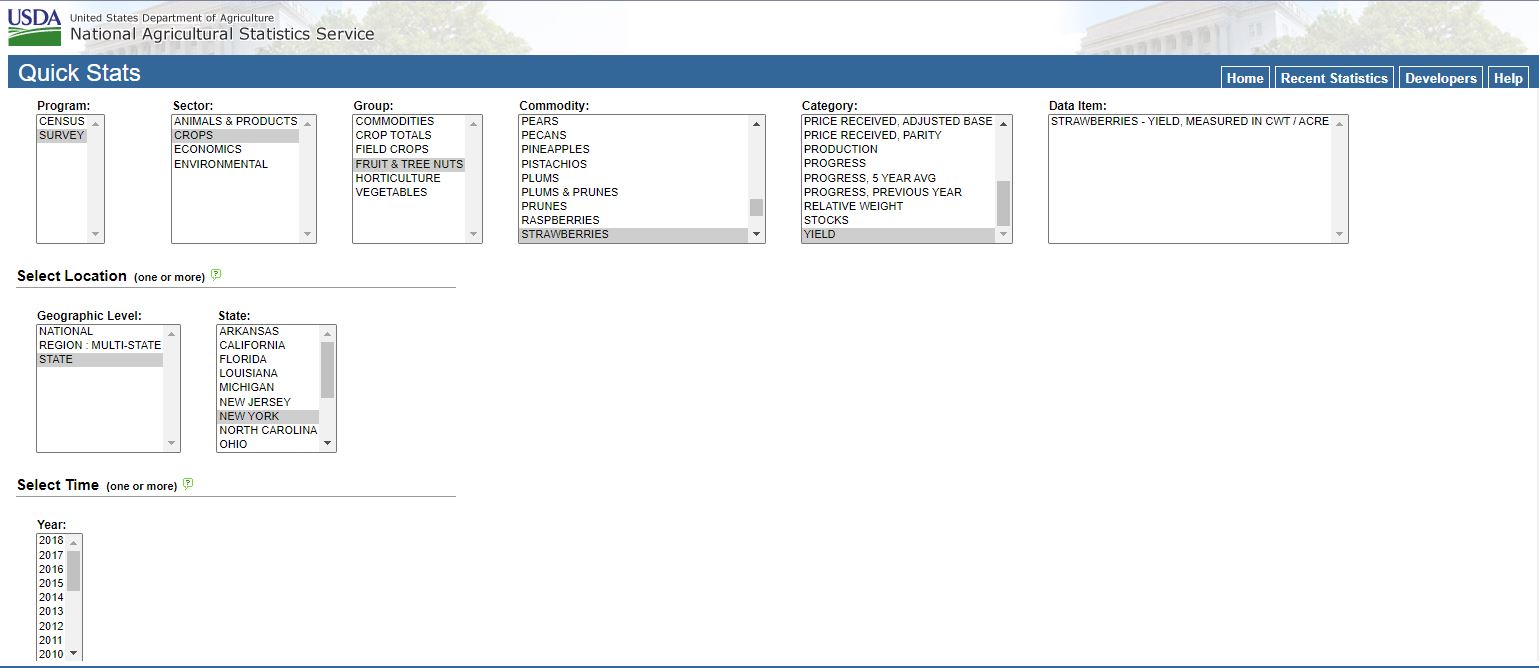 USDA
United States Department of Agriculture
National Agricultural Statistics Service
Quick Stats
Home
Recent Statistics
Developers
Help
Program:
CENSUS
SURVEY
Sector:
ANIMALS & PRODUCTS
CROPS
ECONOMICS
ENVIRONMENTAL
Group:
COMMODITIES
CROP TOTALS
FIELD CROPS
FRUIT & TREE NUTS
HORTICULTURE
VEGETABLES
Commodity:
PEARS
PECANS
PINEAPPLES
PISTACHIOS
PLUMS
PLUMS & PRUNES
PRUNES
RASPBERRIES
STRAWBERRIES
Category:
PRICE RECEIVED, ADJUSTED BASE
PRICE RECEIVED, PARITY
PRODUCTION
PROGRESS
PROGRESS, 5 YEAR AVG
PROGRESS, PREVIOUS YEAR
RELATIVE WEIGHT
STOCKS
YIELD
Data Item:
STRAWBERRIES - YIELD, MEASURED IN CWT / ACRE
Select Location (one or more) ?
Geographic Level:
NATIONAL
REGION : MULTI-STATE
STATE
State:
ARKANSAS
CALIFORNIA
FLORIDA
LOUISIANA
MICHIGAN
NEW JERSEY
NEW YORK
NORTH CAROLINA
OHIO
Select Time (one or more) ?
Year:
2018
2017
2016
2015
2014
2013
2012
2011
2010